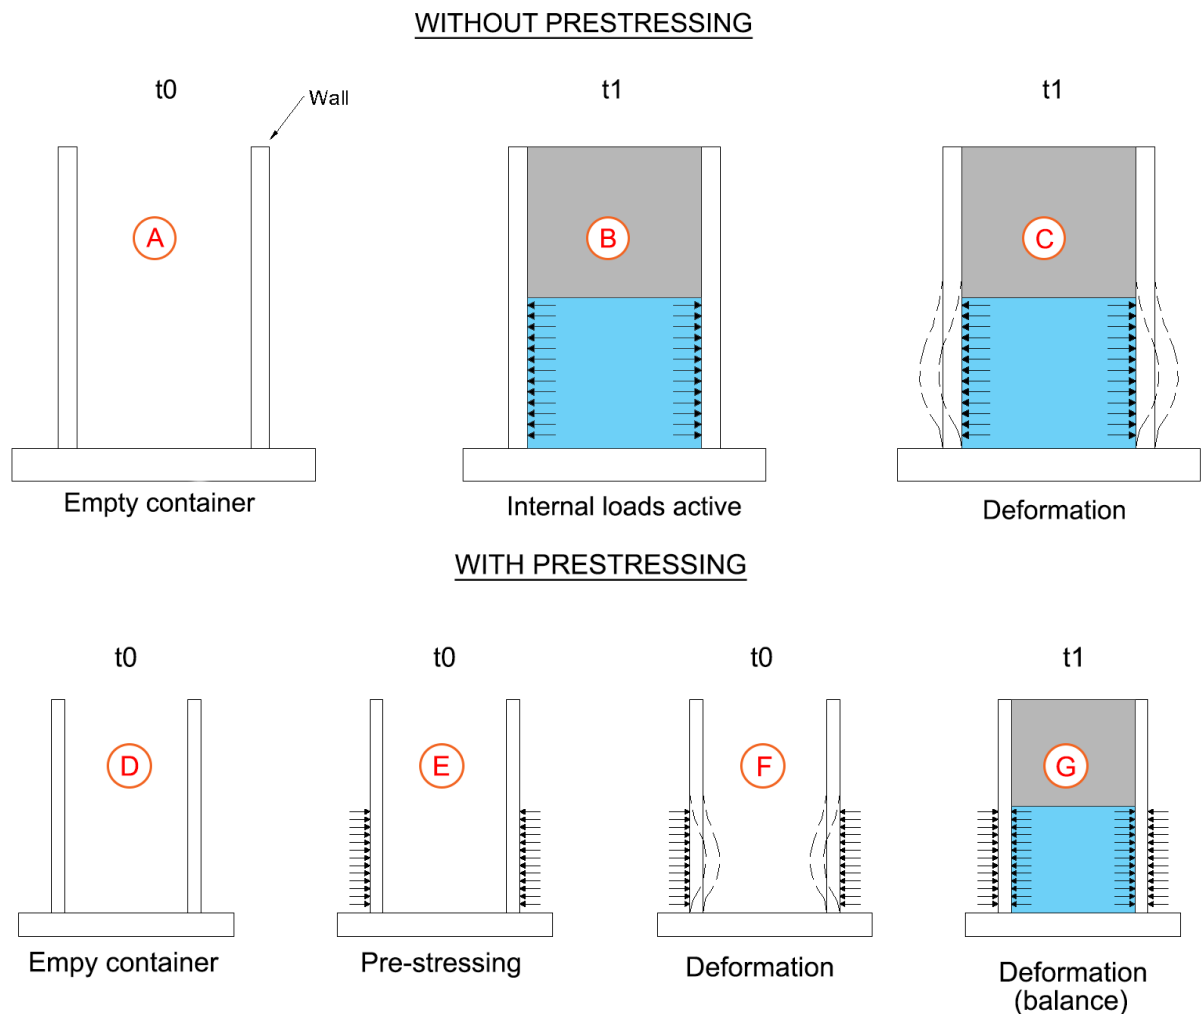 WITHOUT PRESTRESSING
t0
t1
t1
Wall
A
B
C
Empty container
Internal loads active
Deformation
WITH PRESTRESSING
t0
t0
t0
t1
D
E
F
G
Empy container
Pre-stressing
Deformation
Deformation
(balance)